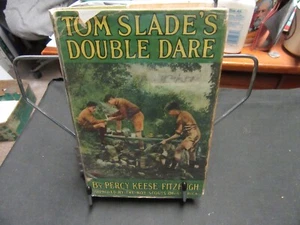 TOM SLADE'S
DOUBLE DARE
By PERCY KEESE FITZHUGH